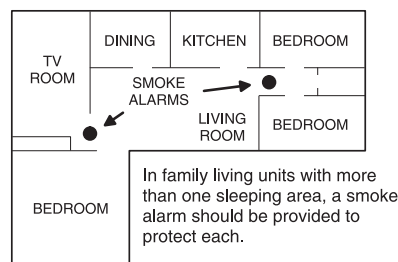 DINING
KITCHEN
BEDROOM
TV
ROOM
SMOKE
ALARMS
LIVING
ROOM
BEDROOM
BEDROOM
In family living units with more
than one sleeping area, a smoke
alarm should be provided to
protect each.